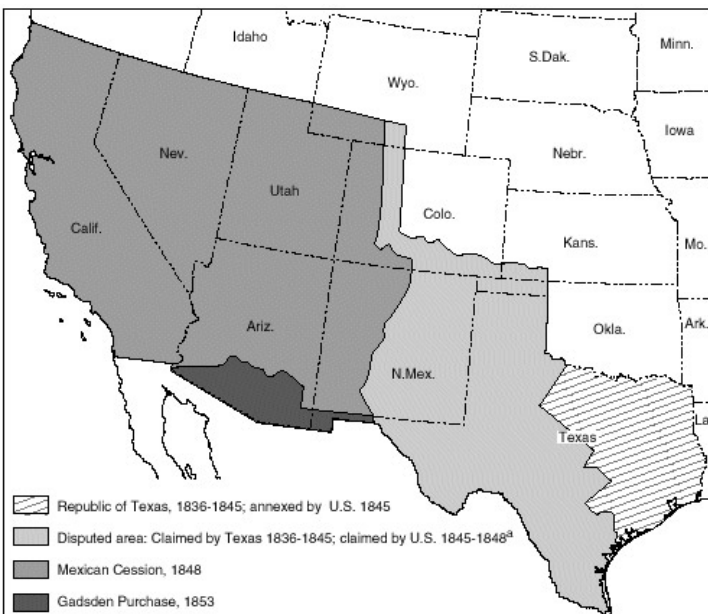 Idaho
Minn.
S.Dak.
Wyo.
Iowa
Nev.
Nebr.
Utah
Colo.
Calif.
Kans.
Mo.
Ariz.
Okla.
Ark.
N.Mex.
La
Texas
Republic of Texas, 1836-1845; annexed by U.S. 1845
Disputed area: Claimed by Texas 1836-1845; claimed by U.S. 1845-1848ᵃ
Mexican Cession, 1848
Gadsden Purchase, 1853